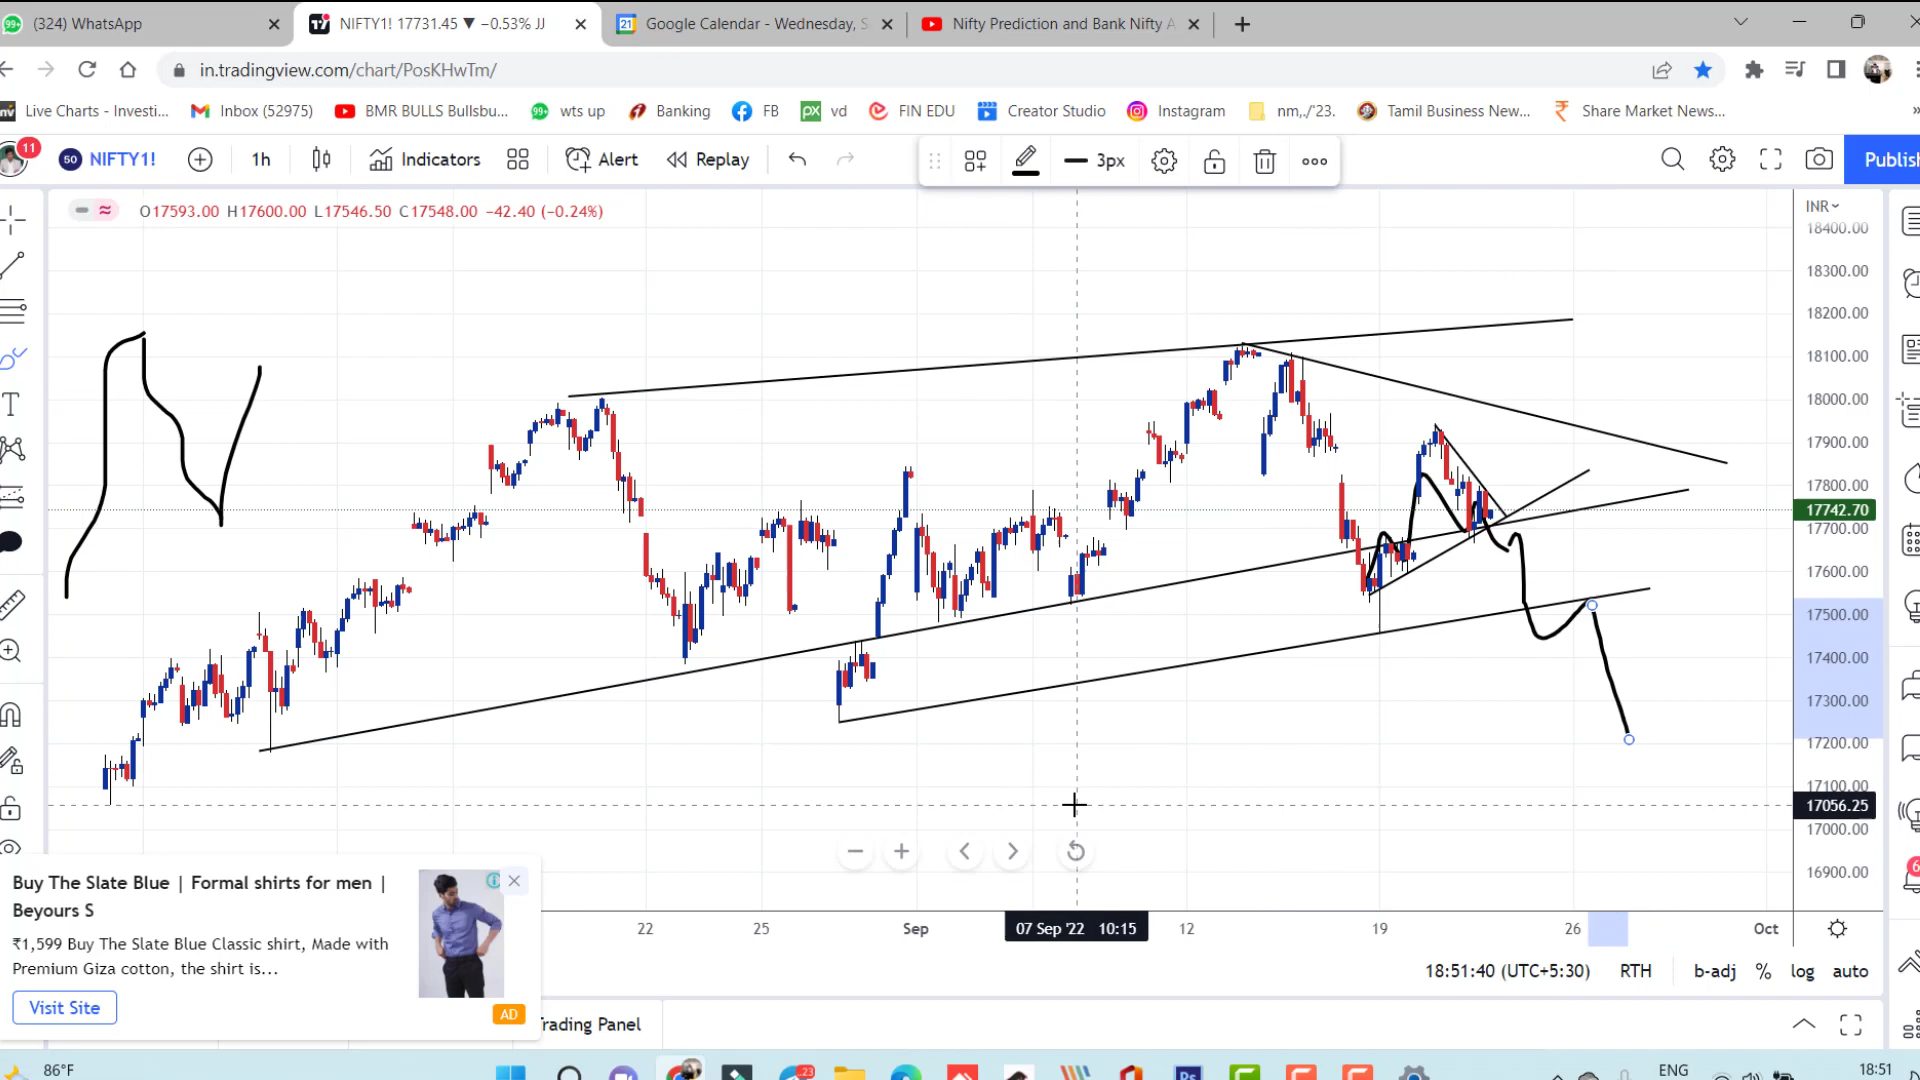 (324) WhatsApp
NIFTY1! 17731.45 ▼ −0.53% JJ
Google Calendar - Wednesday, S
Nifty Prediction and Bank Nifty A
in.tradingview.com/chart/PosKHwTm/
Live Charts - Investi...
Inbox (52975)
BMR BULLS Bullsbu...
99+
wts up
Banking
FB
px
vd
FIN EDU
Creator Studio
Instagram
nm,./'23.
Tamil Business New...
Share Market News...
11
50 NIFTY1!
1h
Indicators
Alert
Replay
3px
Publish
O17593.00 H17600.00 L17546.50 C17548.00 −42.40 (−0.24%)
INR
18400.00
18300.00
18200.00
18100.00
18000.00
17900.00
17800.00
17742.70
17700.00
17600.00
17500.00
17400.00
17300.00
17200.00
17100.00
17056.25
17000.00
16900.00
22
25
Sep
07 Sep '22 10:15
12
19
26
Oct
18:51:40 (UTC+5:30)
RTH
b-adj
%
log
auto
Buy The Slate Blue | Formal shirts for men |
Beyours S
₹1,599 Buy The Slate Blue Classic shirt, Made with
Premium Giza cotton, the shirt is...
Visit Site
AD
Trading Panel
86°F
23
Ps
ENG
18:51